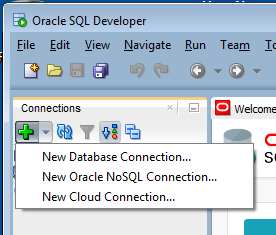 Oracle SQL Developer
File Edit View Navigate Run Team To
Connections
Welcome
New Database Connection...
New Oracle NoSQL Connection...
New Cloud Connection...